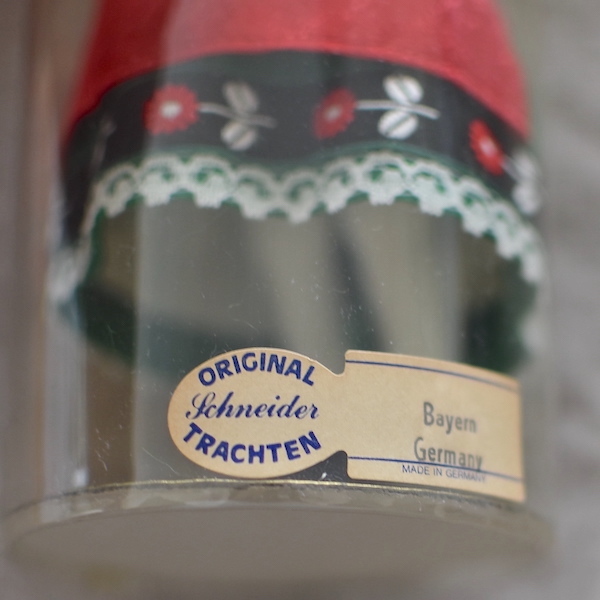 ORIGINAL
Schneider
TRACHTEN
Bayern
Germany
MADE IN GERMANY